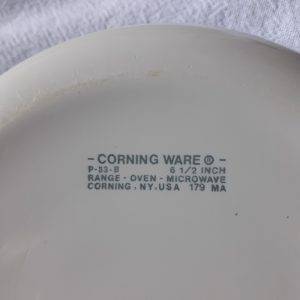 - CORNING WARE ® -
P-83-B 6 1/2 INCH
RANGE - OVEN - MICROWAVE
CORNING, NY. USA 179 MA